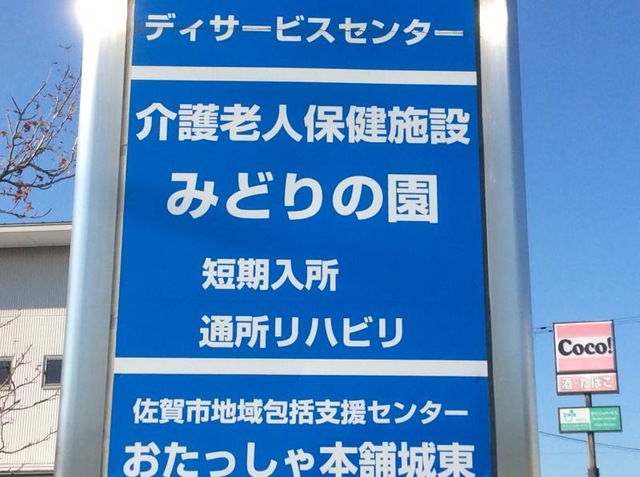 ディサービスセンター
介護老人保健施設
みどりの園
短期入所
通所リハビリ
佐賀市地域包括支援センター
おたっしゃ本舗城東
Coco!
酒・たばこ